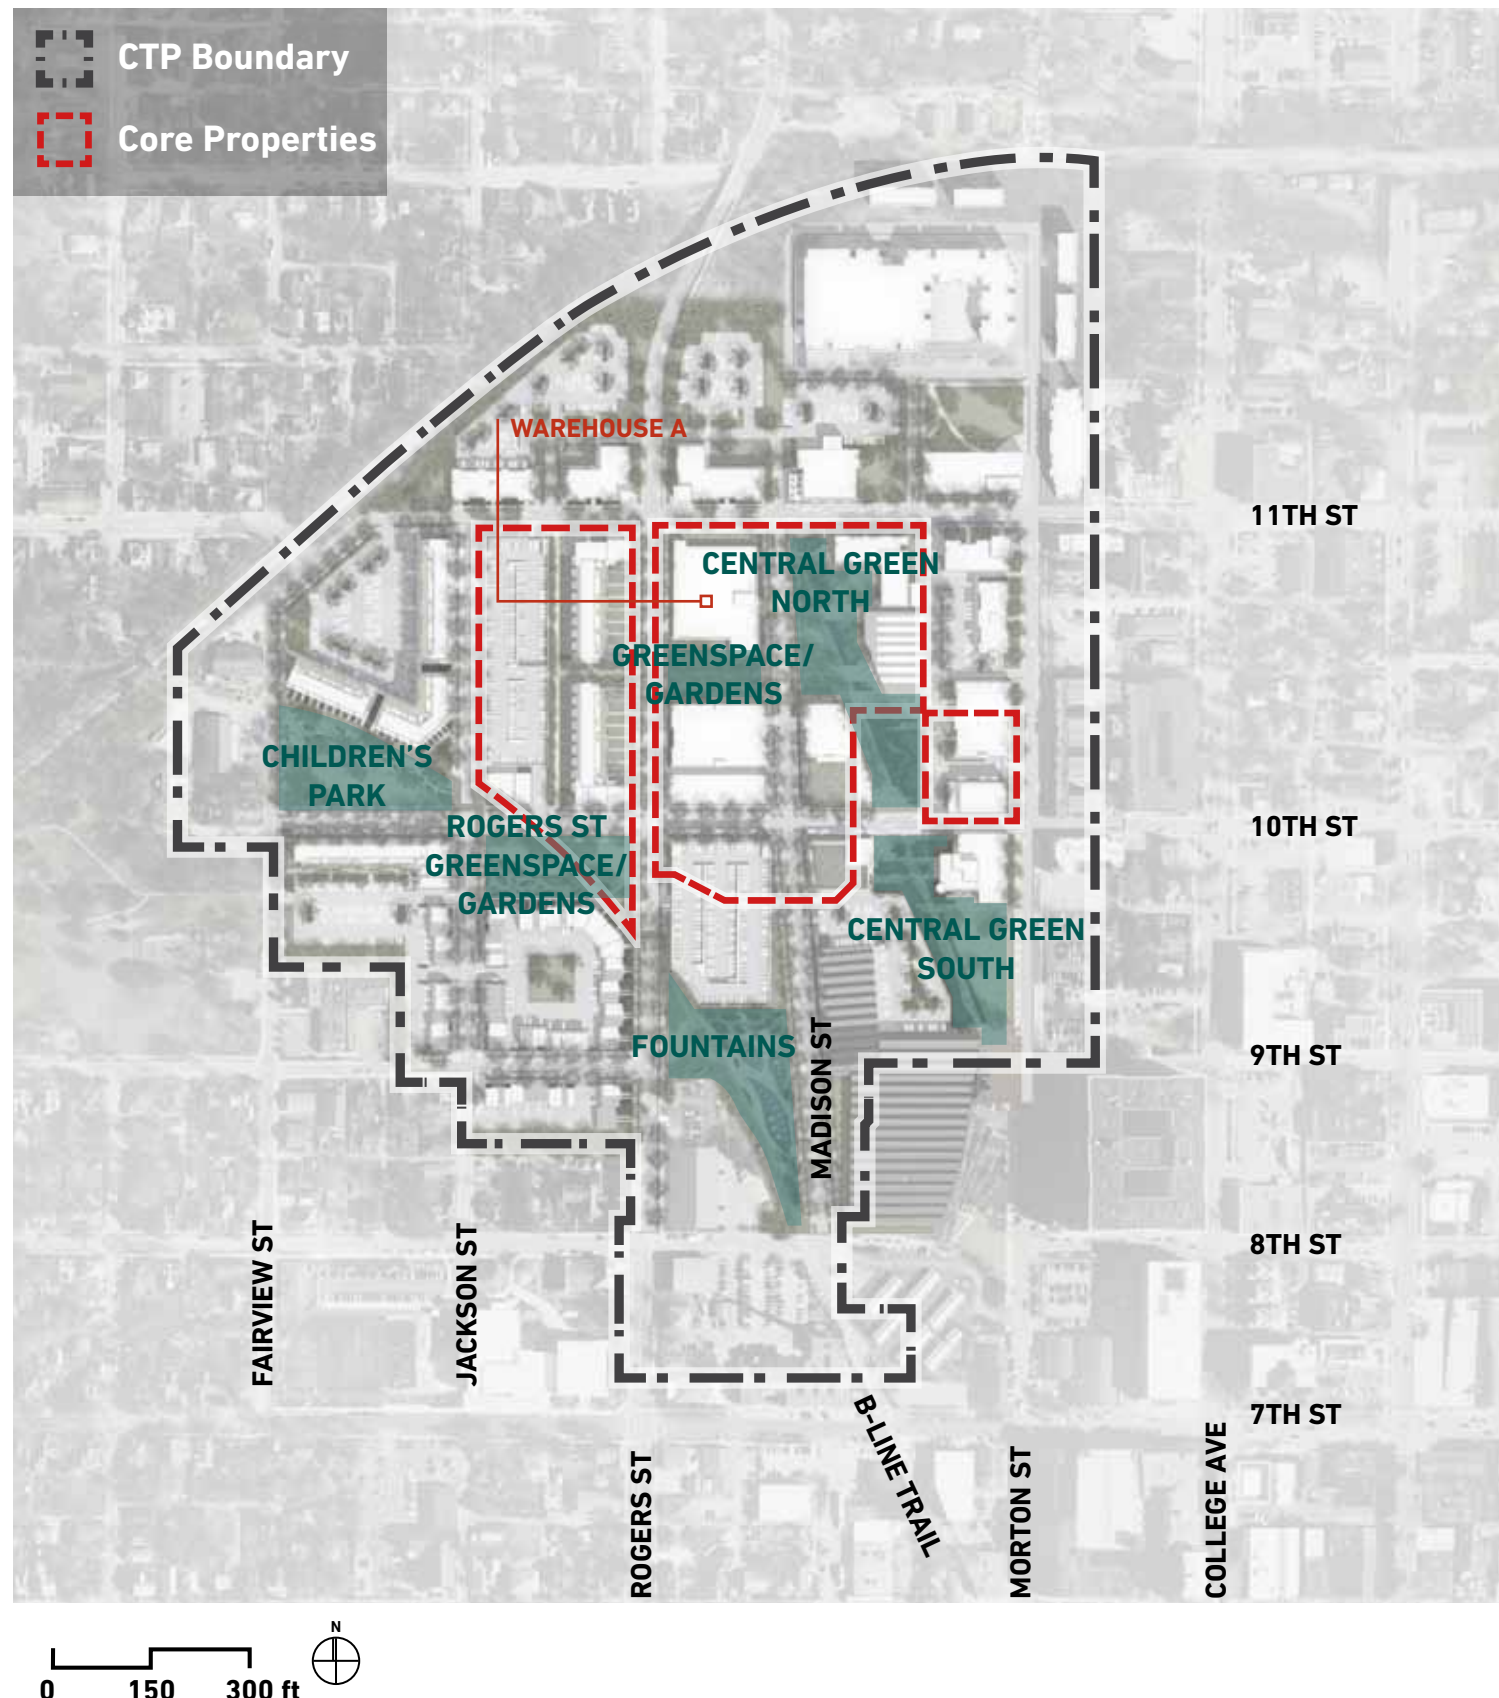 CTP Boundary
Core Properties
WAREHOUSE A
11TH ST
CENTRAL GREEN
NORTH
GREENSPACE/
GARDENS
CHILDREN'S
PARK
ROGERS ST
GREENSPACE/
GARDENS
10TH ST
CENTRAL GREEN
SOUTH
FOUNTAINS
MADISON ST
9TH ST
FAIRVIEW ST
JACKSON ST
8TH ST
B-LINE TRAIL
7TH ST
ROGERS ST
MORTON ST
COLLEGE AVE
N
0 150 300 ft